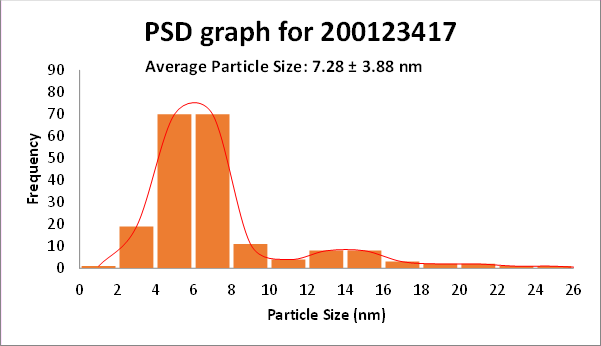 PSD graph for 200123417
Average Particle Size: 7.28 ± 3.88 nm
Frequency
90
80
70
60
50
40
30
20
10
0
0 2 4 6 8 10 12 14 16 18 20 22 24 26
Particle Size (nm)